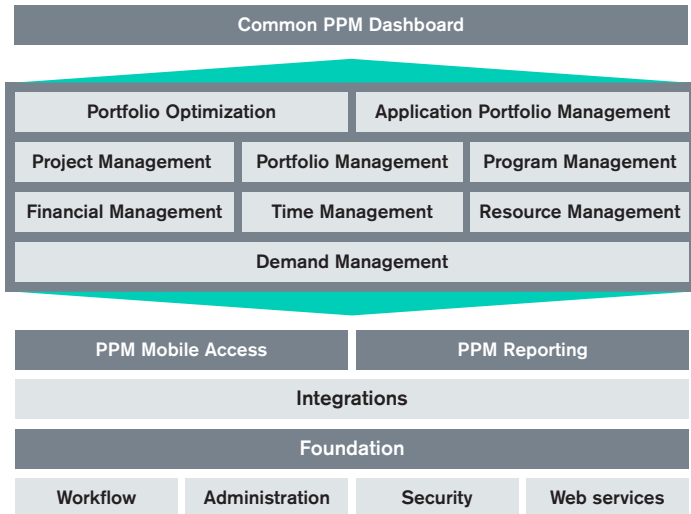 Common PPM Dashboard
Portfolio Optimization
Application Portfolio Management
Project Management
Portfolio Management
Program Management
Financial Management
Time Management
Resource Management
Demand Management
PPM Mobile Access
PPM Reporting
Integrations
Foundation
Workflow
Administration
Security
Web services